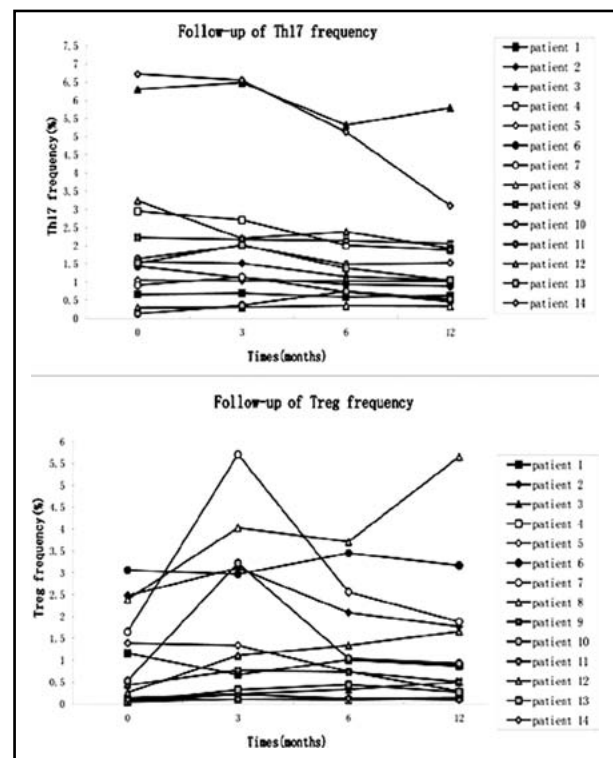 Follow-up of Th17 frequency
Th17 frequency(%)
7.5
7
6.5
6
5.5
5
4.5
4
3.5
3
2.5
2
1.5
1
0.5
0
0 3 6 12
Times(months)
patient 1
patient 2
patient 3
patient 4
patient 5
patient 6
patient 7
patient 8
patient 9
patient 10
patient 11
patient 12
patient 13
patient 14
Follow-up of Treg frequency
Treg frequency(%)
6
5.5
5
4.5
4
3.5
3
2.5
2
1.5
1
0.5
0
0 3 6 12
Times(months)
patient 1
patient 2
patient 3
patient 4
patient 5
patient 6
patient 7
patient 8
patient 9
patient 10
patient 11
patient 12
patient 13
patient 14